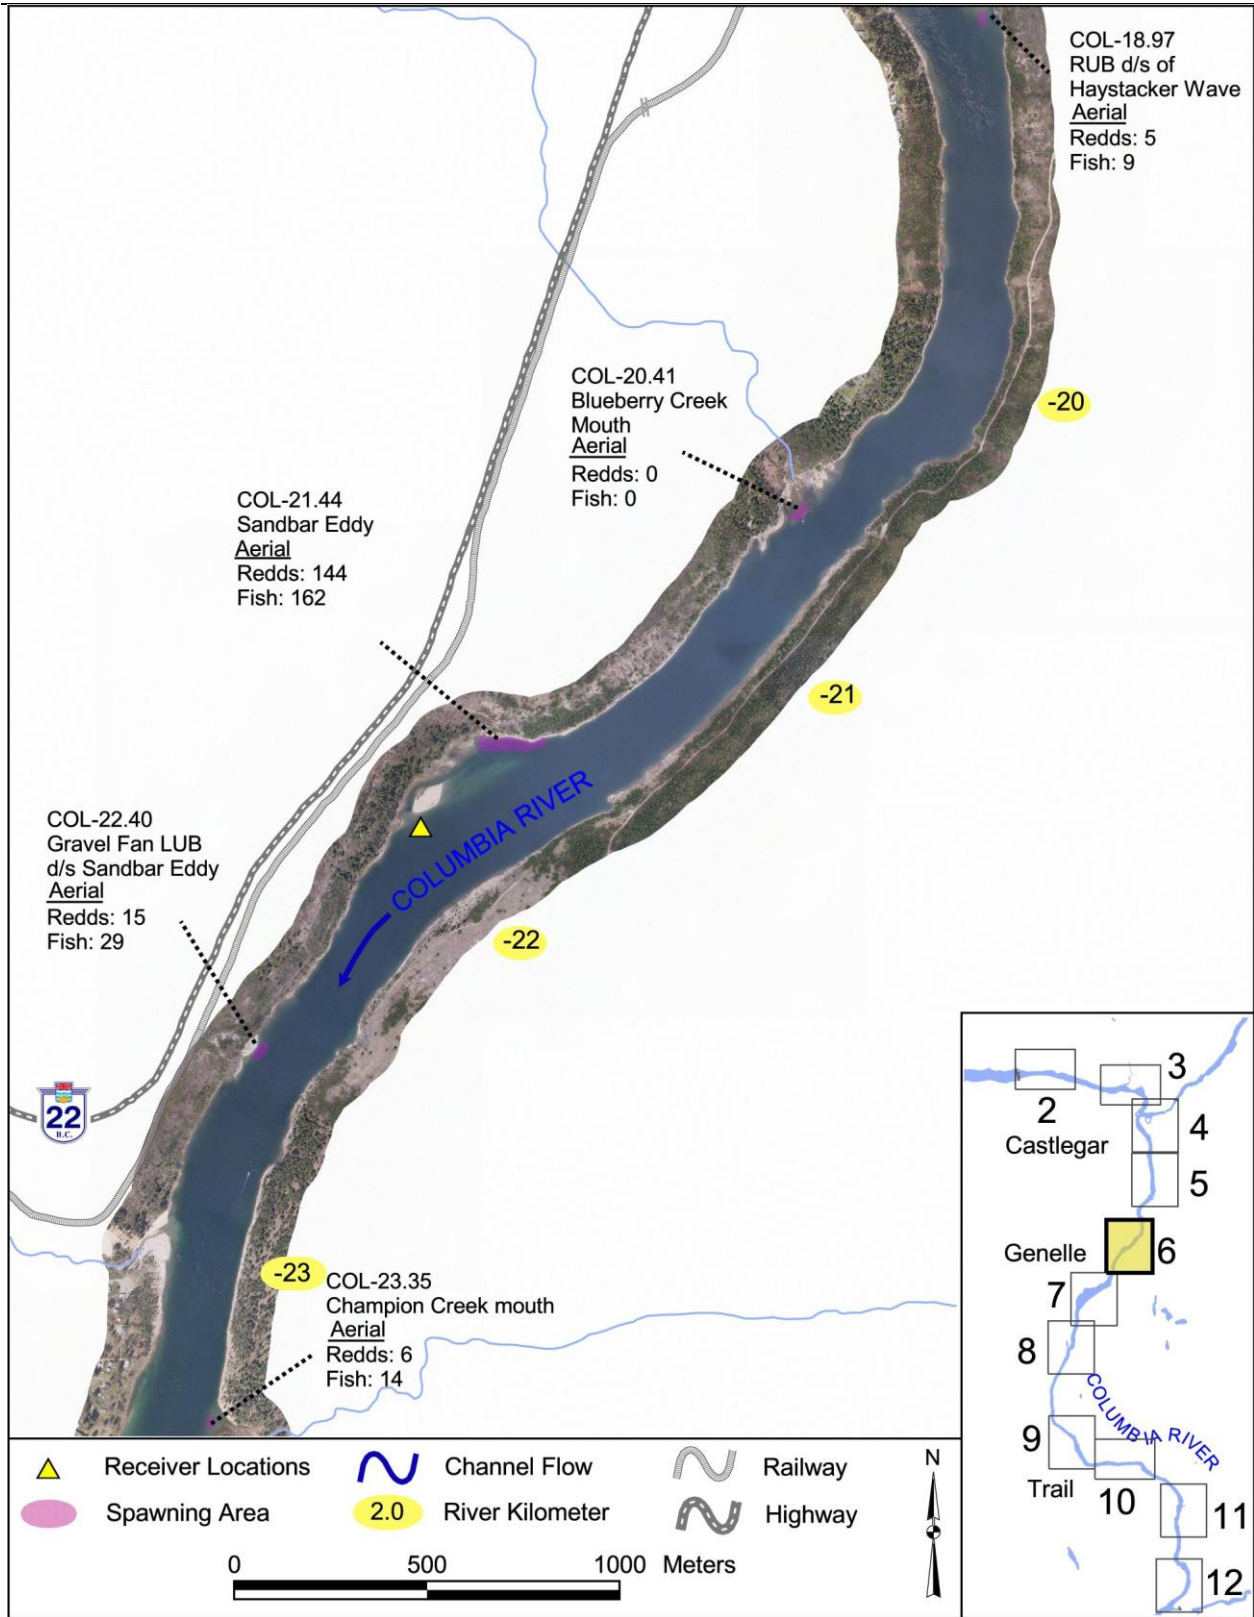 COL-18.97
RUB d/s of
Haystacker Wave
Aerial
Redds: 5
Fish: 9
COL-20.41
Blueberry Creek
Mouth
Aerial
Redds: 0
Fish: 0
-20
COL-21.44
Sandbar Eddy
Aerial
Redds: 144
Fish: 162
-21
COLUMBIA RIVER
COL-22.40
Gravel Fan LUB
d/s Sandbar Eddy
Aerial
Redds: 15
Fish: 29
-22
22
B.C.
-23
COL-23.35
Champion Creek mouth
Aerial
Redds: 6
Fish: 14
2
3
Castlegar
4
5
Genelle
6
7
8
COLUMBIA RIVER
9
Trail
10
11
12
Receiver Locations
Channel Flow
Railway
N
Spawning Area
2.0
River Kilometer
Highway
0
500
1000
Meters